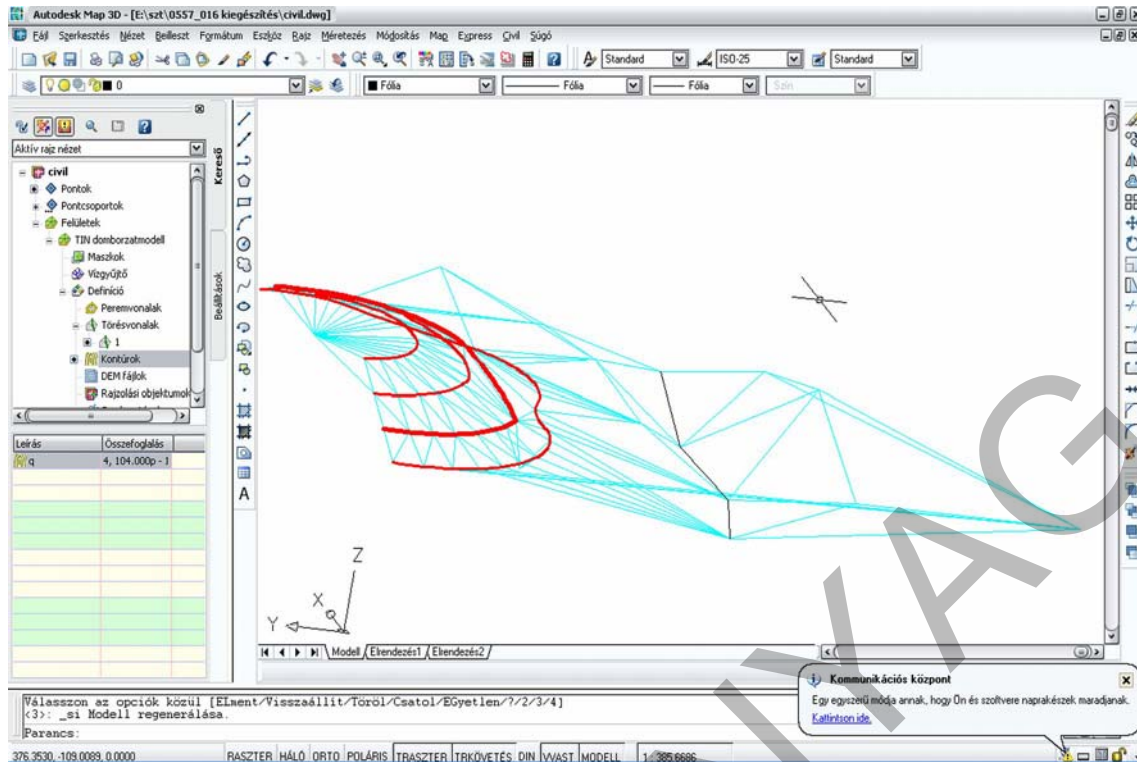 Autodesk Map 3D - [E:\szt\0557_016 kiegészítés\civil.dwg]
Fájl Szerkesztés Nézet Beilleszt Formátum Eszköz Rajz Méretezés Módosítás Map Express Civil Súgó
Standard ISO-25 Standard
0 Fólia Fólia Fólia Szín
Aktív rajz nézet
Kereső
Beállítások
civil
Pontok
Pontcsoportok
Felületek
TIN domborzatmodell
Maszkok
Vízgyűjtő
Definíció
Peremvonalak
Törésvonalak
1
Kontúrok
DEM fájlok
Rajzolási objektumok
Leírás Összefoglalás
q 4, 104.000p - 1
A
Z
X
Y
Modell Elrendezés1 Elrendezés2
Válasszon az opciók közül [ELment/Visszaállít/Töröl/Csatol/EGyetlen/?/2/3/4]
<3>: _si Modell regenerálása.
Parancs:
Kommunikációs központ
Egy egyszerű módja annak, hogy Ön és szoftvere naprakészek maradjanak.
Kattintson ide.
376.3530, -109.0089, 0.0000 RASZTER HÁLÓ ORTO POLÁRIS TRASZTER TRKÖVETÉS DIN VVAST MODELL 1 : 385.6686
NYAG